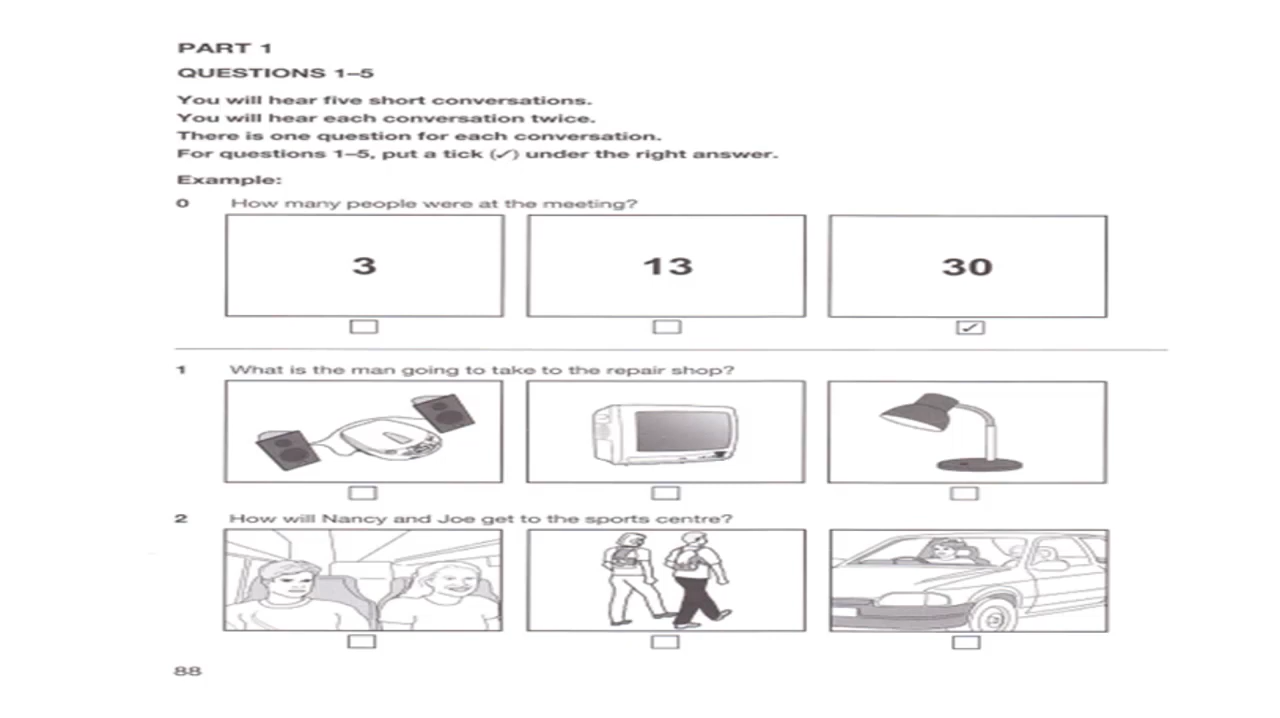 PART 1
QUESTIONS 1–5
You will hear five short conversations.
You will hear each conversation twice.
There is one question for each conversation.
For questions 1–5, put a tick (✓) under the right answer.
Example:
0 How many people were at the meeting?
3 13 30
✓
1 What is the man going to take to the repair shop?
2 How will Nancy and Joe get to the sports centre?
88